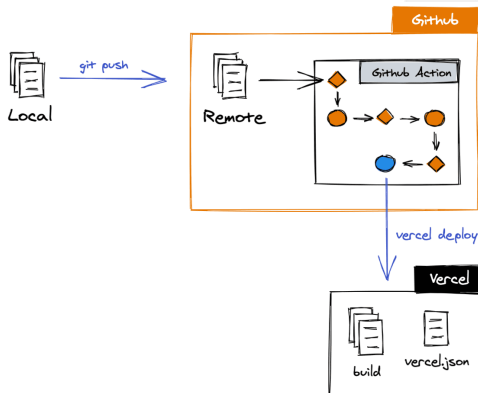 Github
git push
Github Action
Local
Remote
vercel deploy
Vercel
build
vercel.json